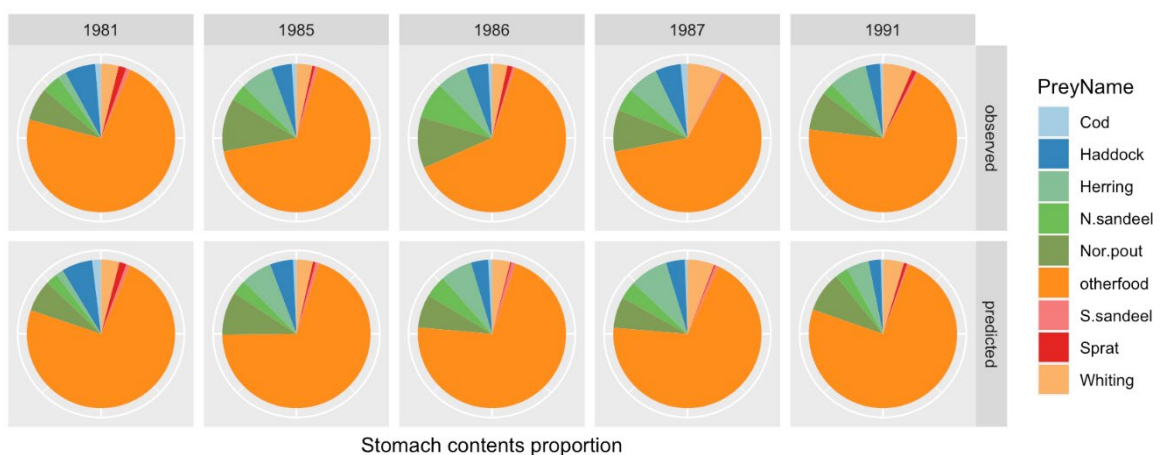 1981
1985
1986
1987
1991
observed
predicted
PreyName
Cod
Haddock
Herring
N.sandeel
Nor.pout
otherfood
S.sandeel
Sprat
Whiting
Stomach contents proportion